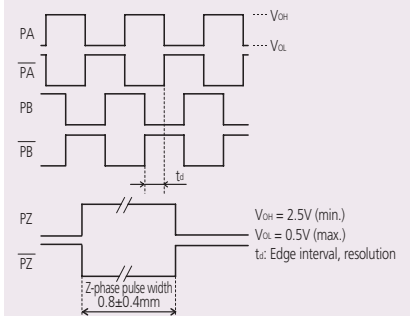 PA
VOH
VOL
PA
PB
PB
td
PZ
PZ
VOH = 2.5V (min.)
VOL = 0.5V (max.)
td: Edge interval, resolution
Z-phase pulse width
0.8±0.4mm